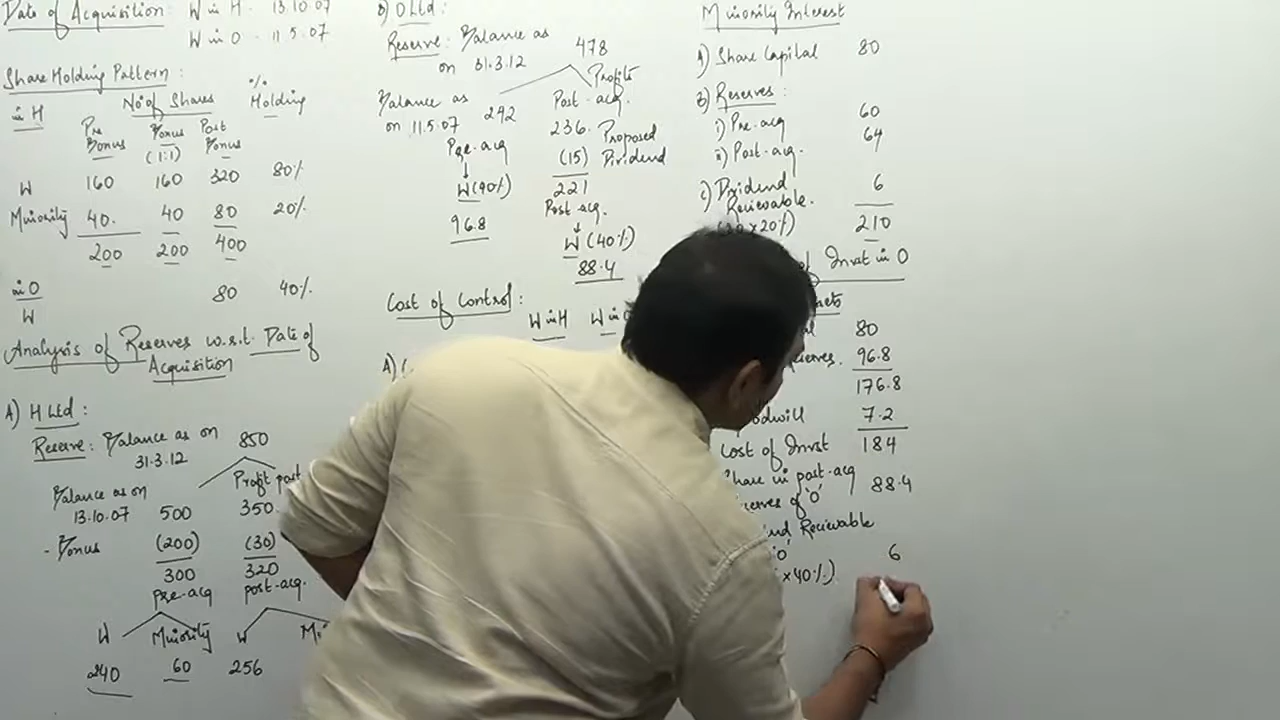 Date of Acquisition: W in H - 13.10.07
W in O - 11.5.07
Share Holding Pattern:
in H
No of Shares
% Holding
Pre Bonus
Bonus (1:1)
Post Bonus
W 160 160 320 80%
Minority 40. 40 80 20%
200 200 400
in O
W 80 40%
Analysis of Reserves w.r.t. Date of
Acquisition
A) H Ltd:
Reserve: Balance as on 31.3.12 850
Balance as on 13.10.07 500
Profit post 350
- Bonus (200) (30)
300 320
Pre-acq post-acq.
W Minority W
240 60 256
B) O Ltd:
Reserve: Balance as on 31.3.12 478
Balance as on 11.5.07 242
Profits Post-acq.
236. Proposed
(15) Dividend
221
Pre-acq
W (40%)
96.8
Post acq.
W (40%)
88.4
Cost of Control:
W in H W in
A)
Minority Interest
A) Share Capital 80
B) Reserves:
i) Pre-acq 60
ii) Post-acq. 64
C) Dividend Recievable. 6
×20%)
210
of Invst in O
80
96.8
176.8
7.2
Cost of Invst 184
Share in post-acq
of 'O' 88.4
Recievable
×40%) 6